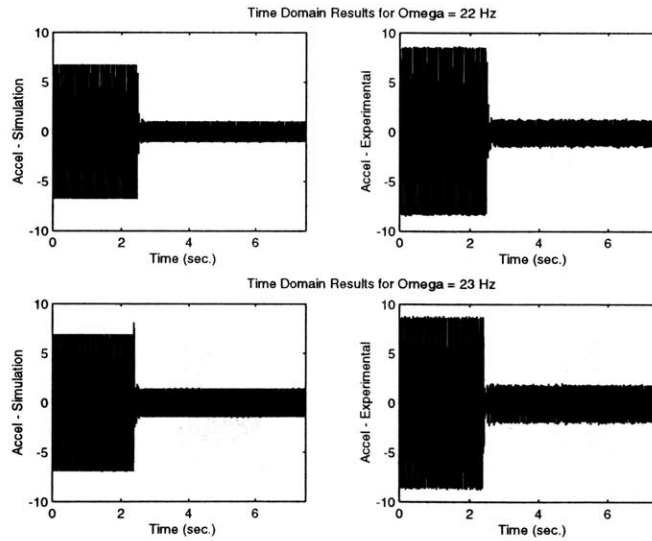 Time Domain Results for Omega = 22 Hz
10
5
0
-5
-10
Accel - Simulation
0 2 4 6
Time (sec.)
10
5
0
-5
-10
Accel - Experimental
0 2 4 6
Time (sec.)
Time Domain Results for Omega = 23 Hz
10
5
0
-5
-10
Accel - Simulation
0 2 4 6
Time (sec.)
10
5
0
-5
-10
Accel - Experimental
0 2 4 6
Time (sec.)